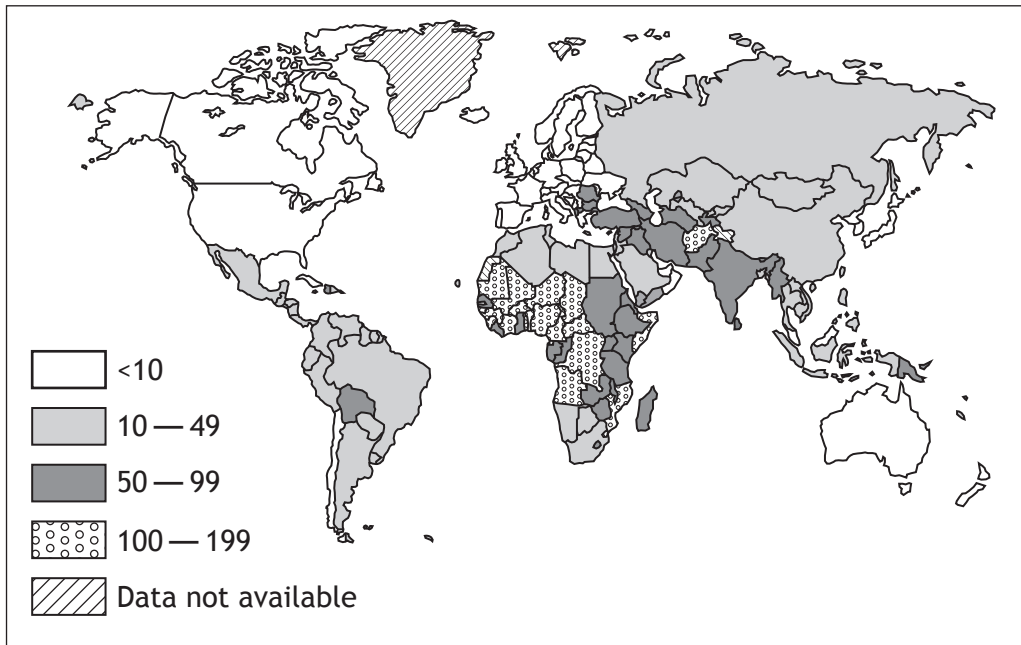 <10
10 — 49
50 — 99
100 — 199
Data not available